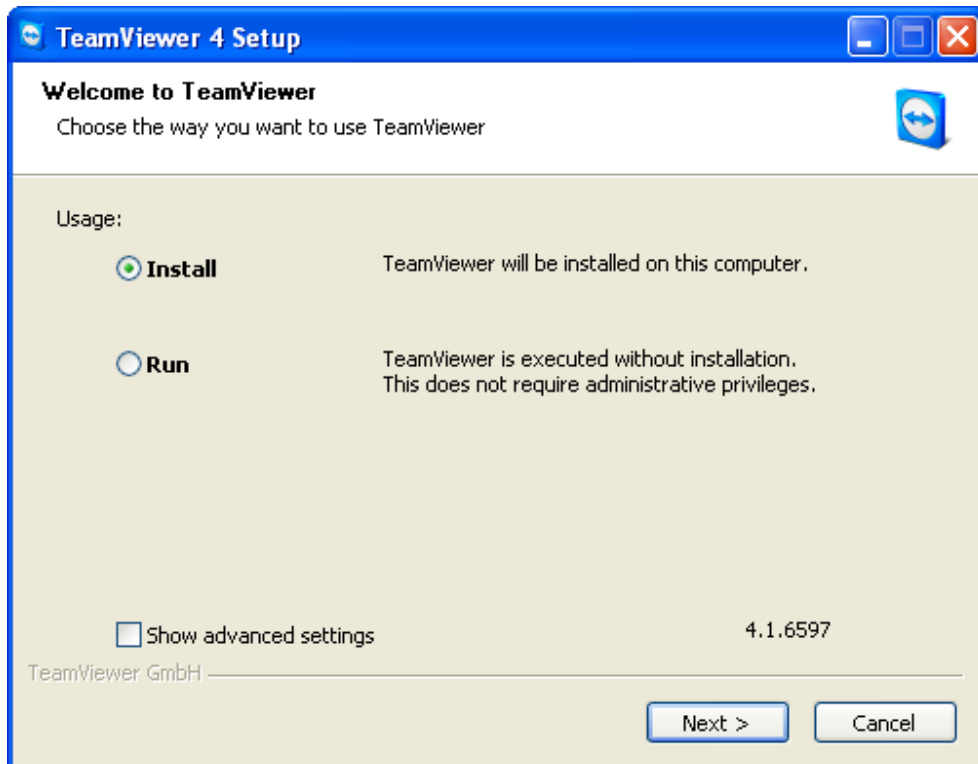 TeamViewer 4 Setup
Welcome to TeamViewer
Choose the way you want to use TeamViewer
Usage:
Install
TeamViewer will be installed on this computer.
Run
TeamViewer is executed without installation.
This does not require administrative privileges.
Show advanced settings
4.1.6597
TeamViewer GmbH
Next >
Cancel